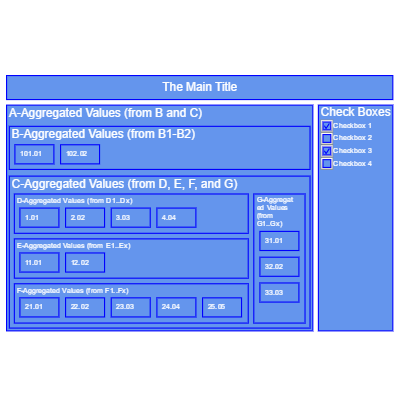 The Main Title
A-Aggregated Values (from B and C)
B-Aggregated Values (from B1-B2)
101.01 102.02
C-Aggregated Values (from D, E, F, and G)
D-Aggregated Values (from D1..Dx)
1.01 2.02 3.03 4.04
E-Aggregated Values (from E1...Ex)
11.01 12.02
F-Aggregated Values (from F1..Fx)
21.01 22.02 23.03 24.04 25.05
G-Aggregat
ed Values
(from
G1..Gx)
31.01
32.02
33.03
Check Boxes
Checkbox 1
Checkbox 2
Checkbox 3
Checkbox 4